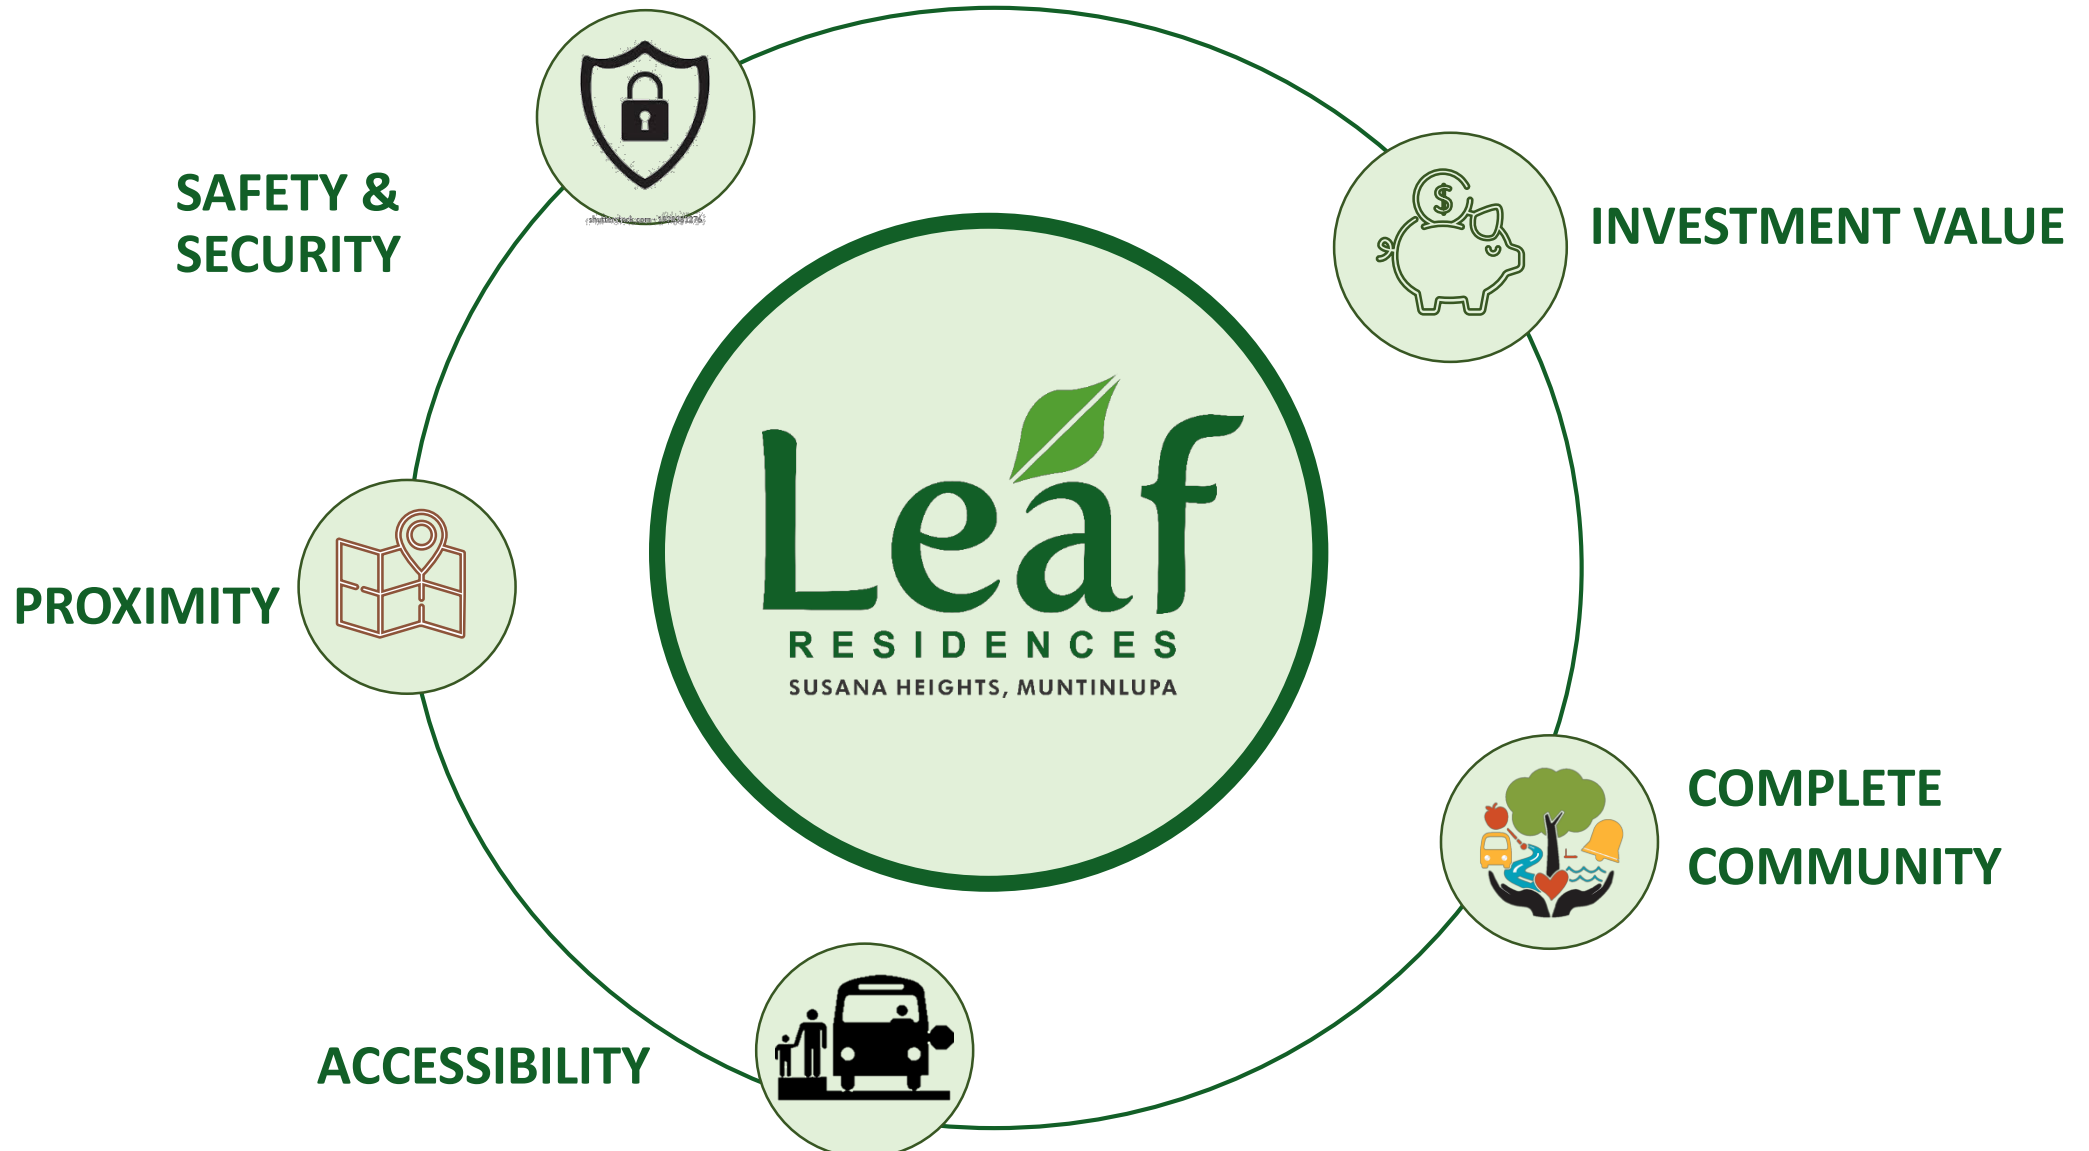 SAFETY &
SECURITY
INVESTMENT VALUE
Leaf
RESIDENCES
SUSANA HEIGHTS, MUNTINLUPA
PROXIMITY
COMPLETE
COMMUNITY
ACCESSIBILITY